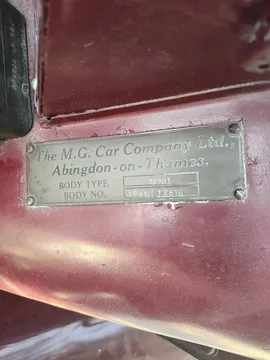 The M.G. Car Company Ltd.,
Abingdon-on-Thames.
BODY TYPE
BODY NO.